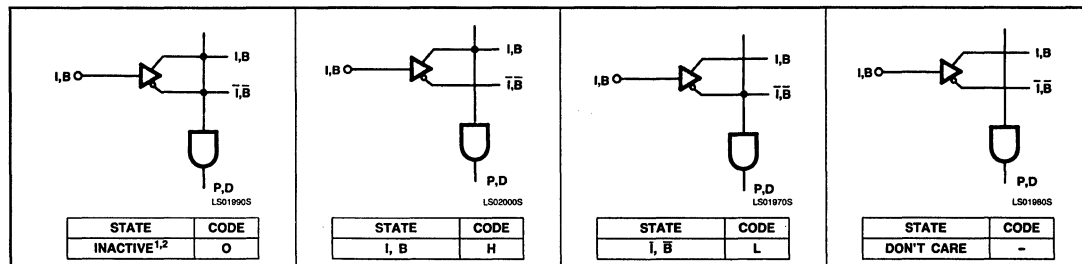 I,B
I,B
I̅,B̅
P,D
LS01990S
STATE CODE
INACTIVE1,2 O
I,B
I,B
I̅,B̅
P,D
LS02000S
STATE CODE
I, B H
I,B
I,B
I̅,B̅
P,D
LS01970S
STATE CODE
I̅, B̅ L
I,B
I,B
I̅,B̅
P,D
LS01980S
STATE CODE
DON'T CARE –